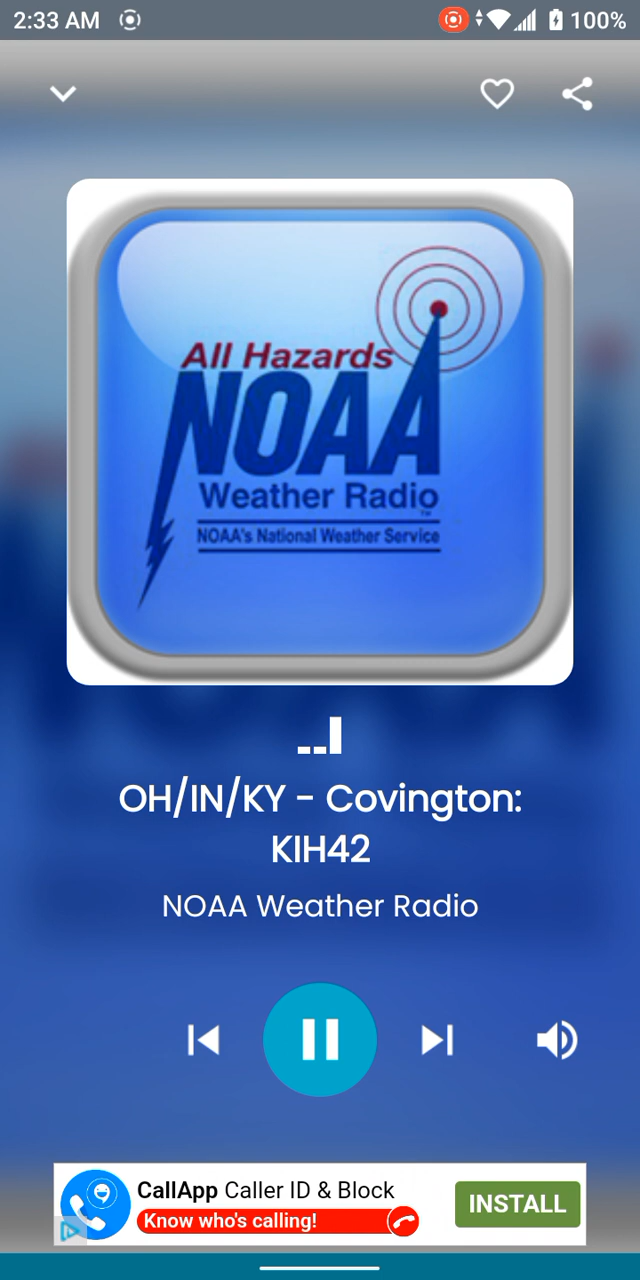 2:33 AM
100%
All Hazards
NOAA
Weather Radio
TM
NOAA's National Weather Service
OH/IN/KY - Covington:
KIH42
NOAA Weather Radio
CallApp Caller ID & Block
Know who's calling!
INSTALL